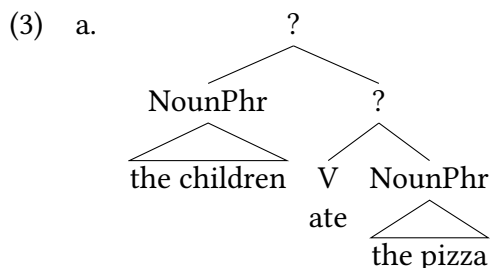 (3) a. ?
NounPhr ?
the children V NounPhr
ate
the pizza